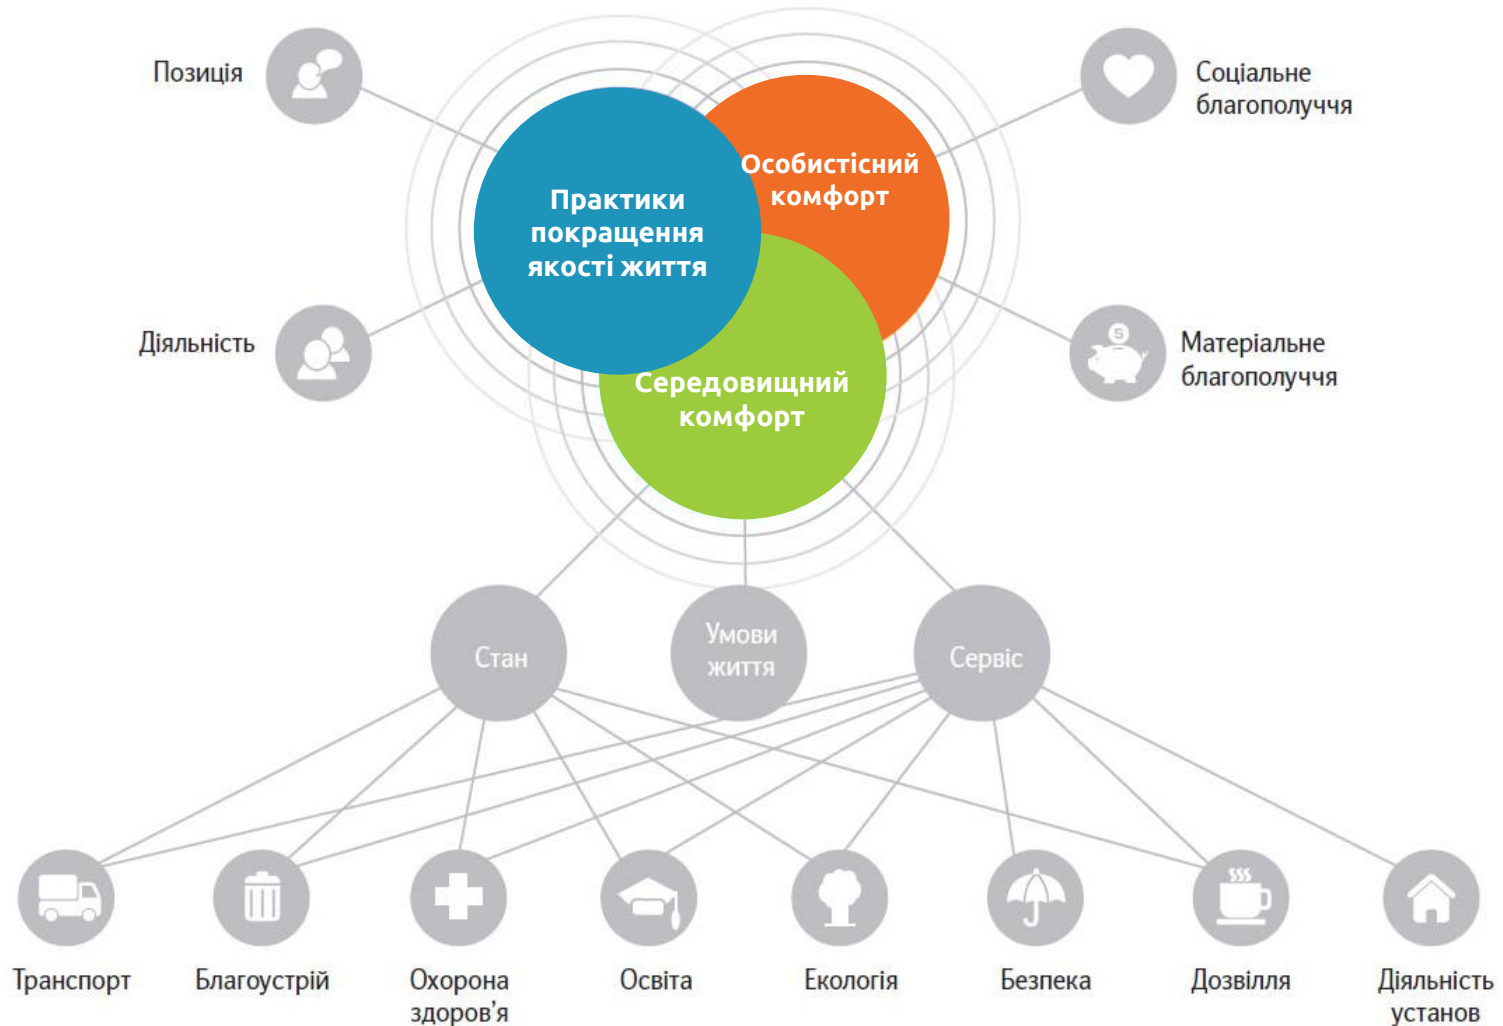 Позиція
Соціальне
благополуччя
Особистісний
комфорт
Практики
покращення
якості життя
Діяльність
Матеріальне
благополуччя
Середовищний
комфорт
Стан
Умови
життя
Сервіс
Транспорт
Благоустрій
Охорона
здоров'я
Освіта
Екологія
Безпека
Дозвілля
Діяльність
установ